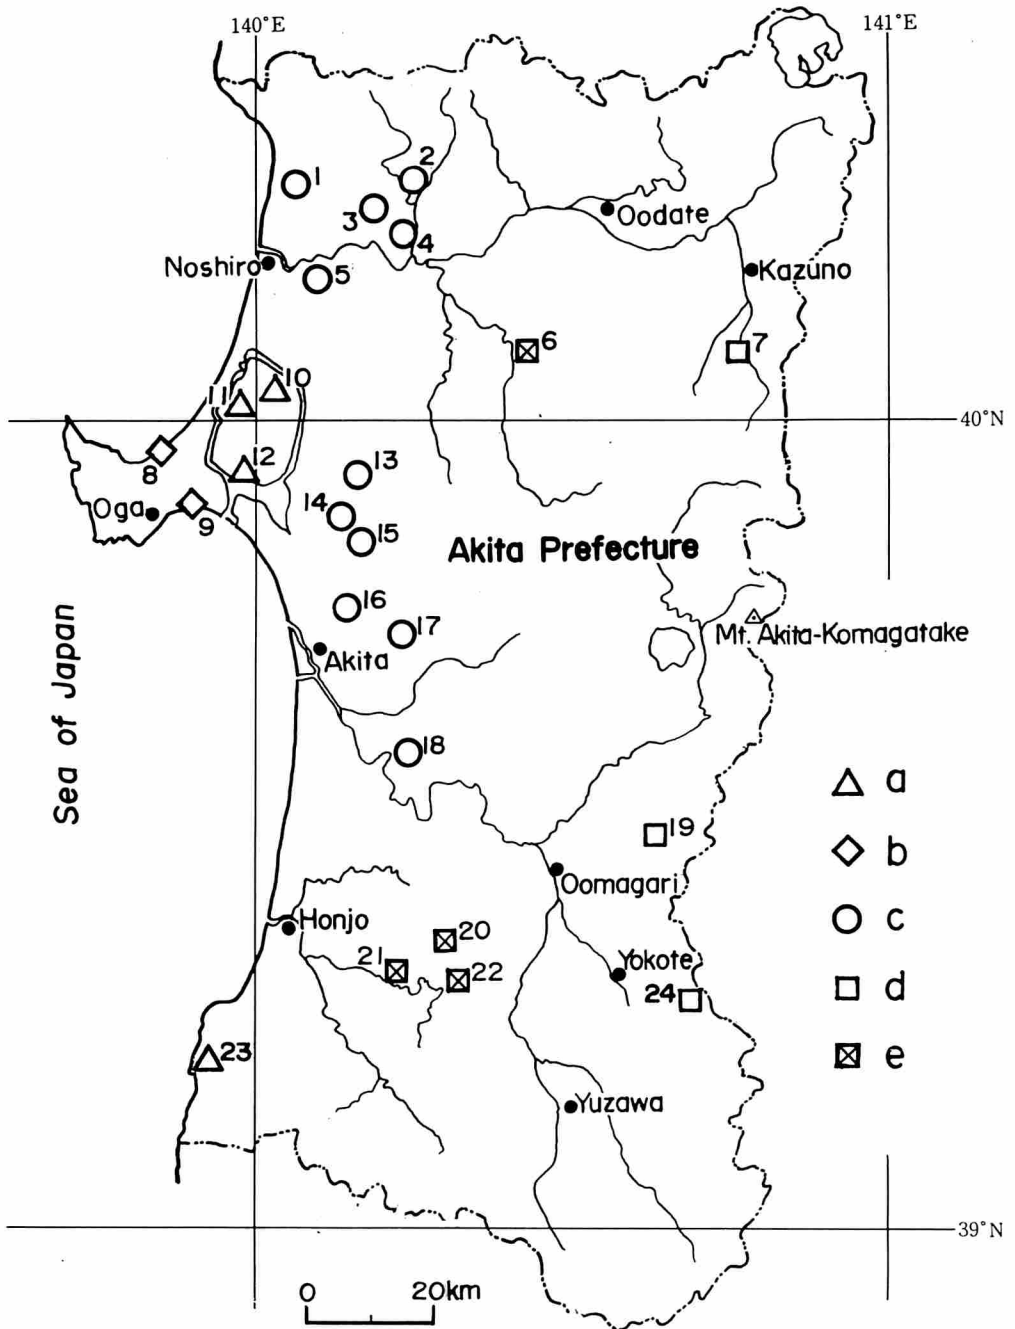 140°E
141°E
1
2
3
4
Oodate
Noshiro
5
Kazuno
6
7
10
11
40°N
8
12
13
Oga
9
14
15
Akita Prefecture
16
17
Akita
Mt. Akita-Komagatake
Sea of Japan
18
a
19
b
Oomagari
c
Honjo
20
21
22
Yokote
24
d
23
e
Yuzawa
39°N
0 20km